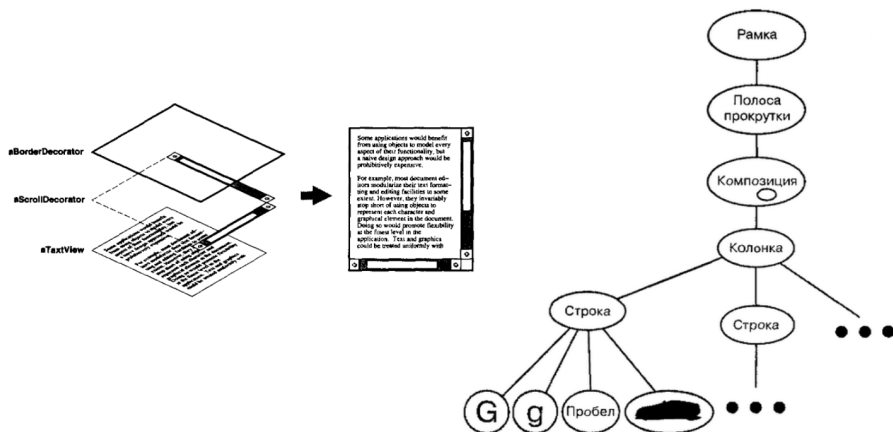 aBorderDecorator
aScrollDecorator
aTextView
Some applications would benefit
from using objects to model every
aspect of their functionality, but
a naive design approach would be
prohibitively expensive.
For example, most document ed-
itors modularize their text format-
ting and editing facilities to some
extent. However, they invariably
stop short of using objects to
represent each character and
graphical element in the document.
Doing so would promote flexibility
at the finest level in the
application. Text and graphics
could be treated uniformly with
Рамка
Полоса
прокрутки
Композиция
Колонка
Строка
Строка
G
g
Пробел